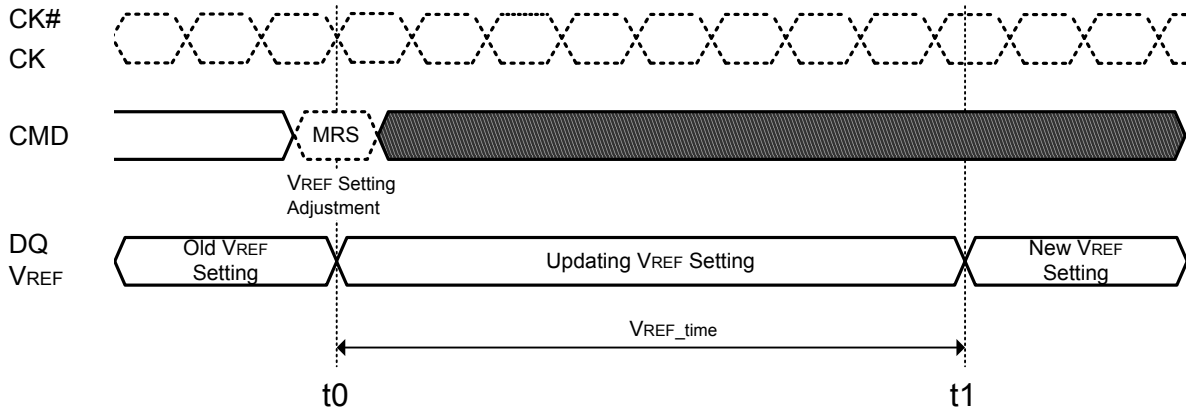 CK#
CK
CMD
MRS
VREF Setting
Adjustment
DQ
VREF
Old VREF
Setting
Updating VREF Setting
New VREF
Setting
VREF_time
t0
t1